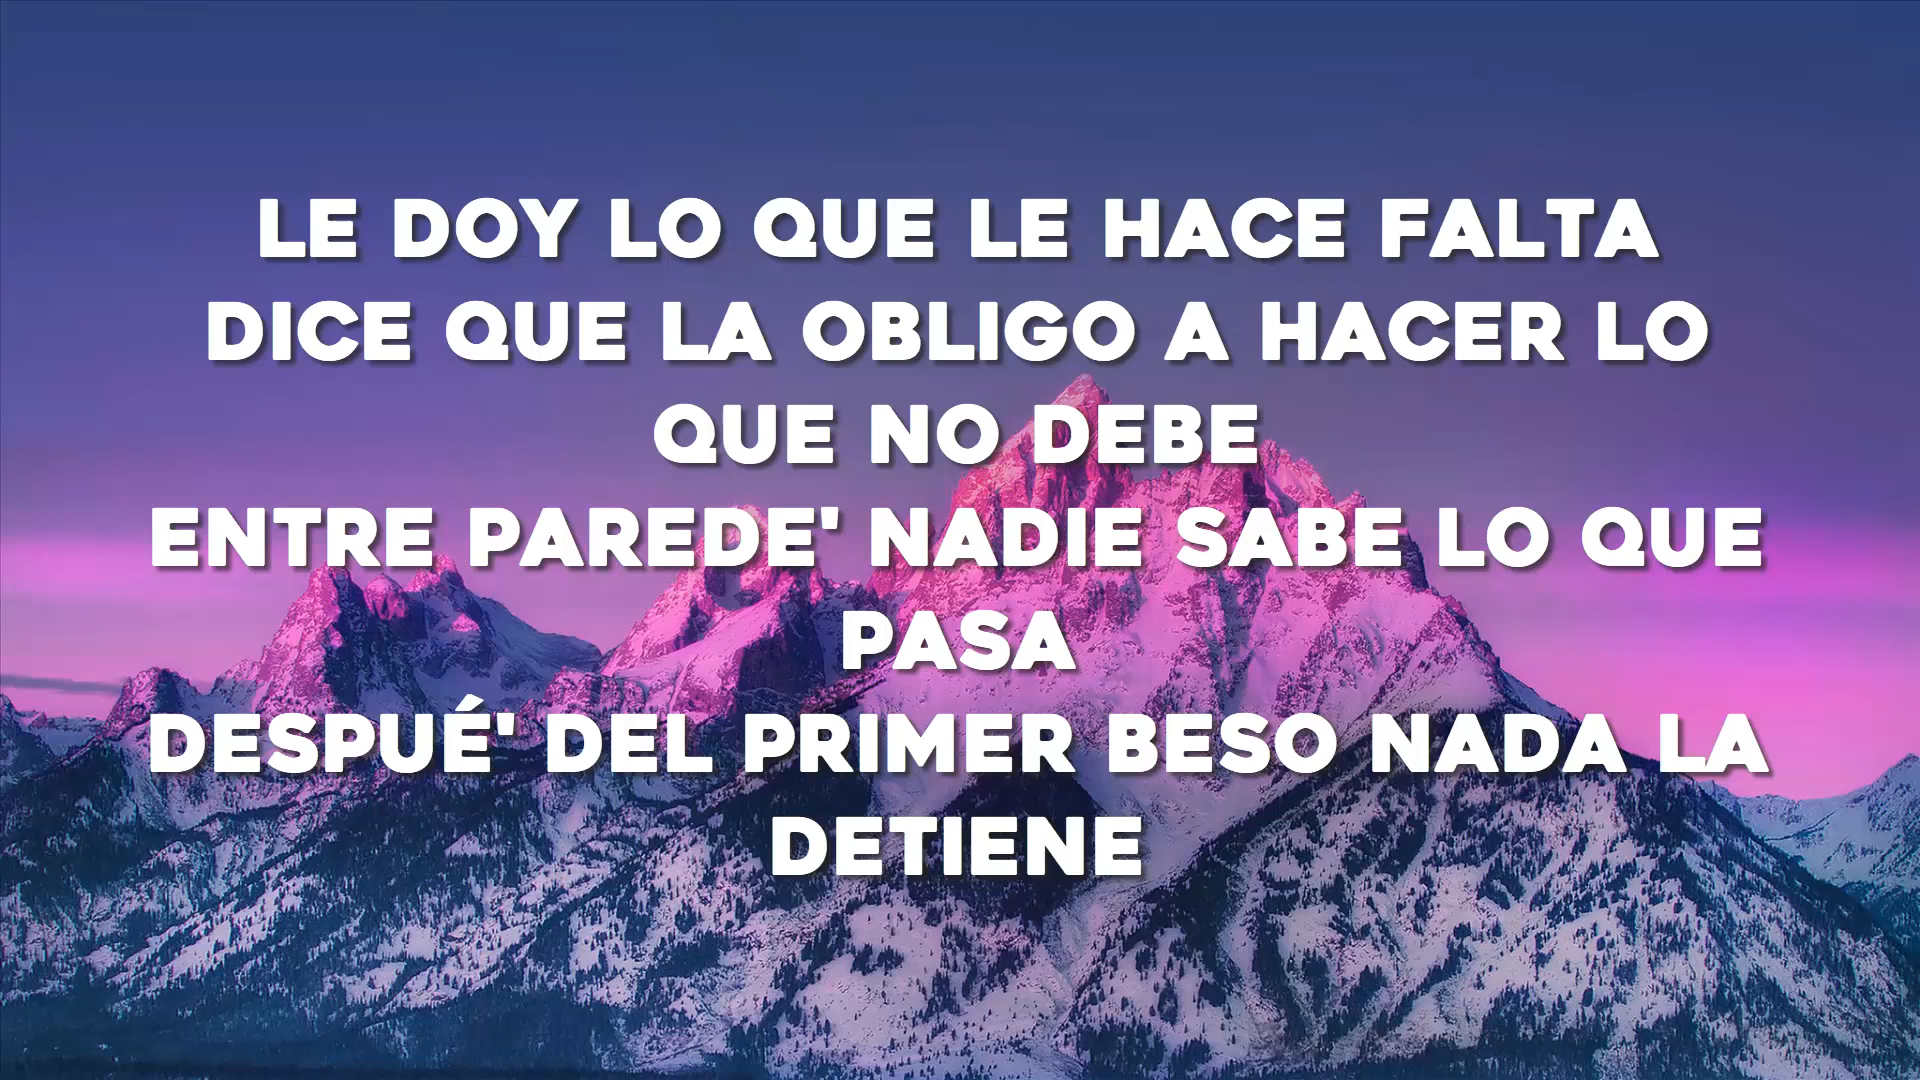 LE DOY LO QUE LE HACE FALTA
DICE QUE LA OBLIGO A HACER LO
QUE NO DEBE
ENTRE PAREDE' NADIE SABE LO QUE
PASA
DESPUÉ' DEL PRIMER BESO NADA LA
DETIENE